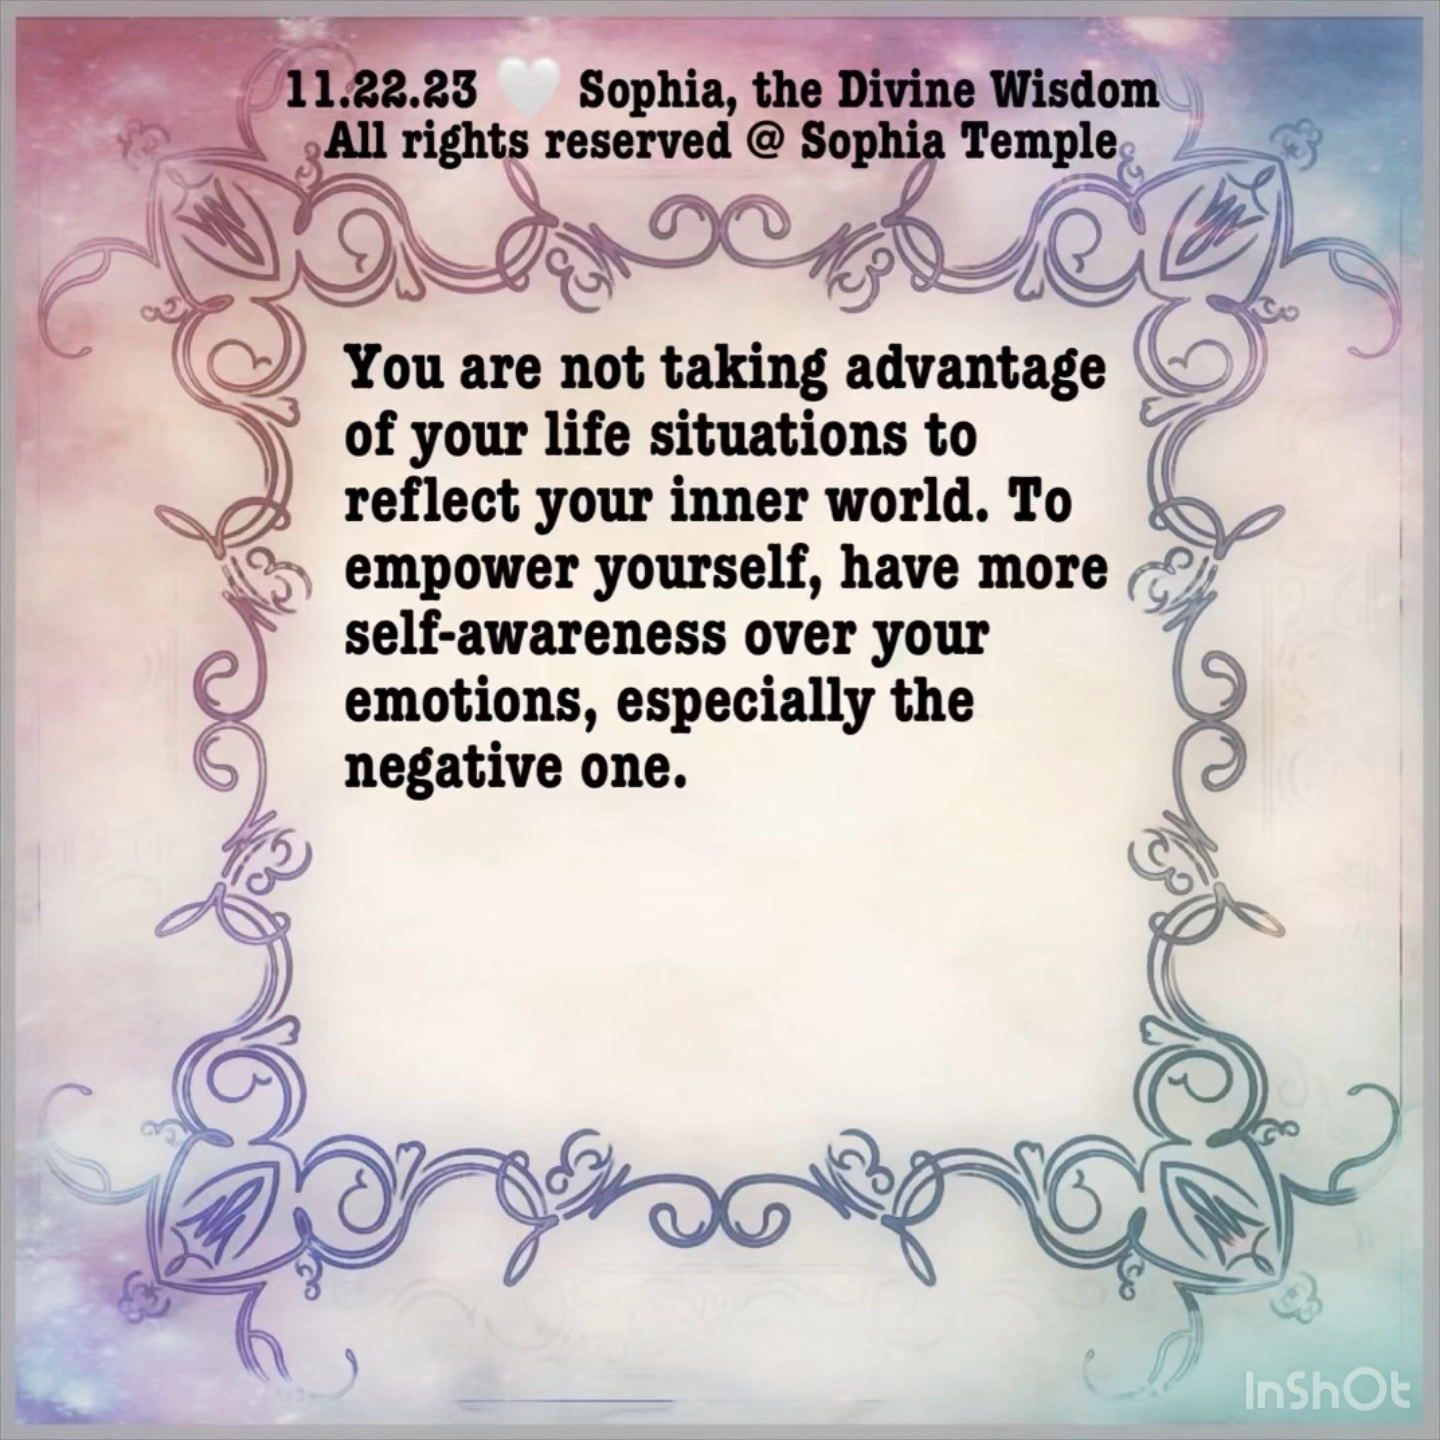 11.22.23 🤍 Sophia, the Divine Wisdom
All rights reserved @ Sophia Temple
You are not taking advantage
of your life situations to
reflect your inner world. To
empower yourself, have more
self-awareness over your
emotions, especially the
negative one.
InShOt